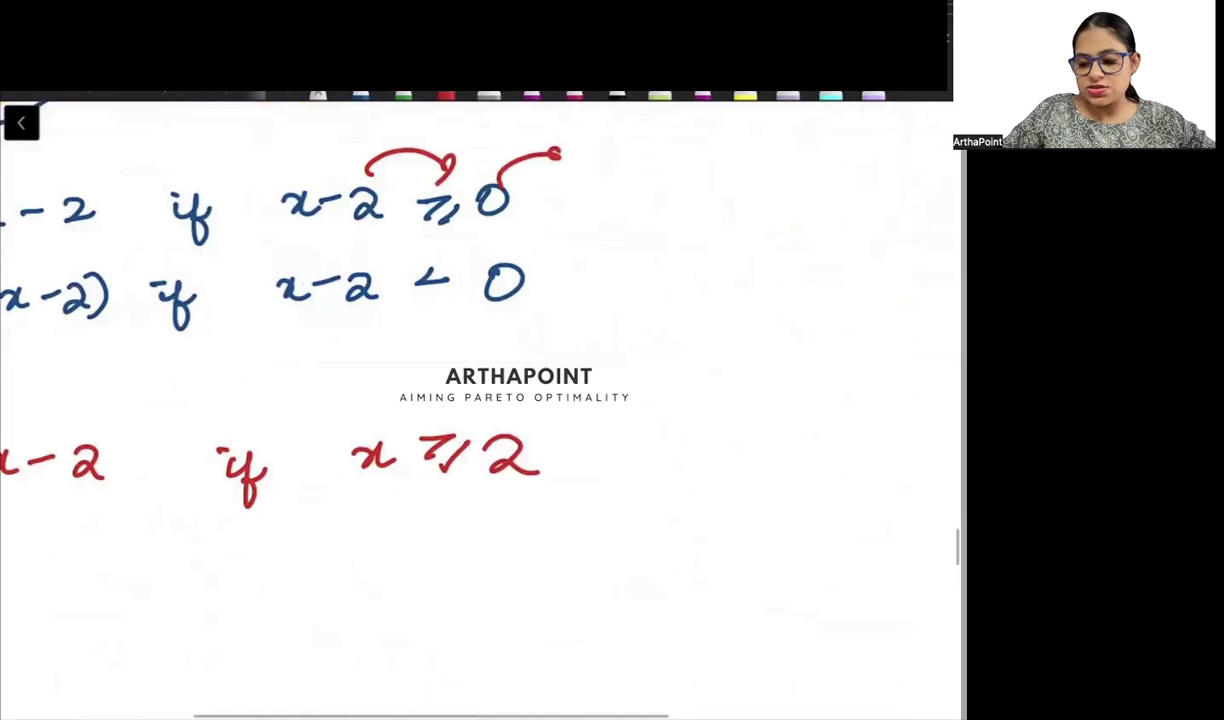 ArthaPoint
x - 2 if x - 2 ≥ 0
x - 2) if x - 2 < 0
ARTHAPOINT
AIMING PARETO OPTIMALITY
x - 2 if x ≥ 2